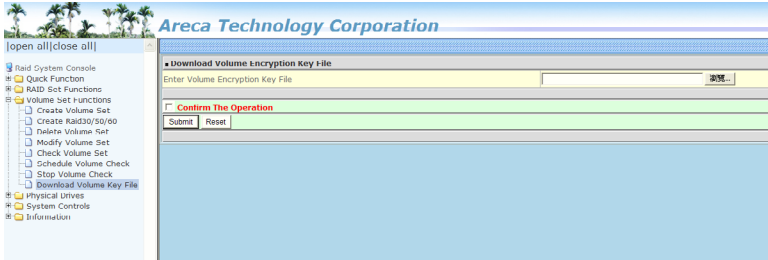 Areca Technology Corporation
|open all|close all|
Raid System Console
Quick Function
RAID Set Functions
Volume Set Functions
Create Volume Set
Create Raid30/50/60
Delete Volume Set
Modify Volume Set
Check Volume Set
Schedule Volume Check
Stop Volume Check
Download Volume Key File
Physical Drives
System Controls
Information
Download Volume Encryption Key File
Enter Volume Encryption Key File
瀏覽...
Confirm The Operation
Submit Reset